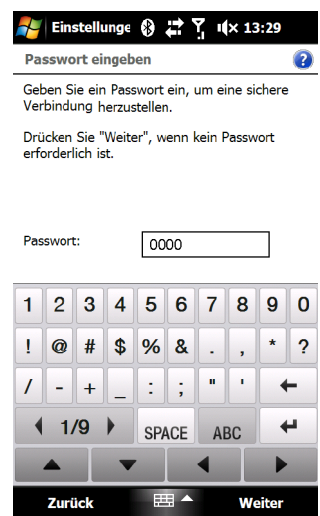 Einstellunge 13:29
Passwort eingeben ?
Geben Sie ein Passwort ein, um eine sichere
Verbindung herzustellen.
Drücken Sie "Weiter", wenn kein Passwort
erforderlich ist.
Passwort: 0000
1 2 3 4 5 6 7 8 9 0
! @ # $ % & . , * ?
/ - + _ : ; " '
1/9 SPACE ABC
Zurück Weiter